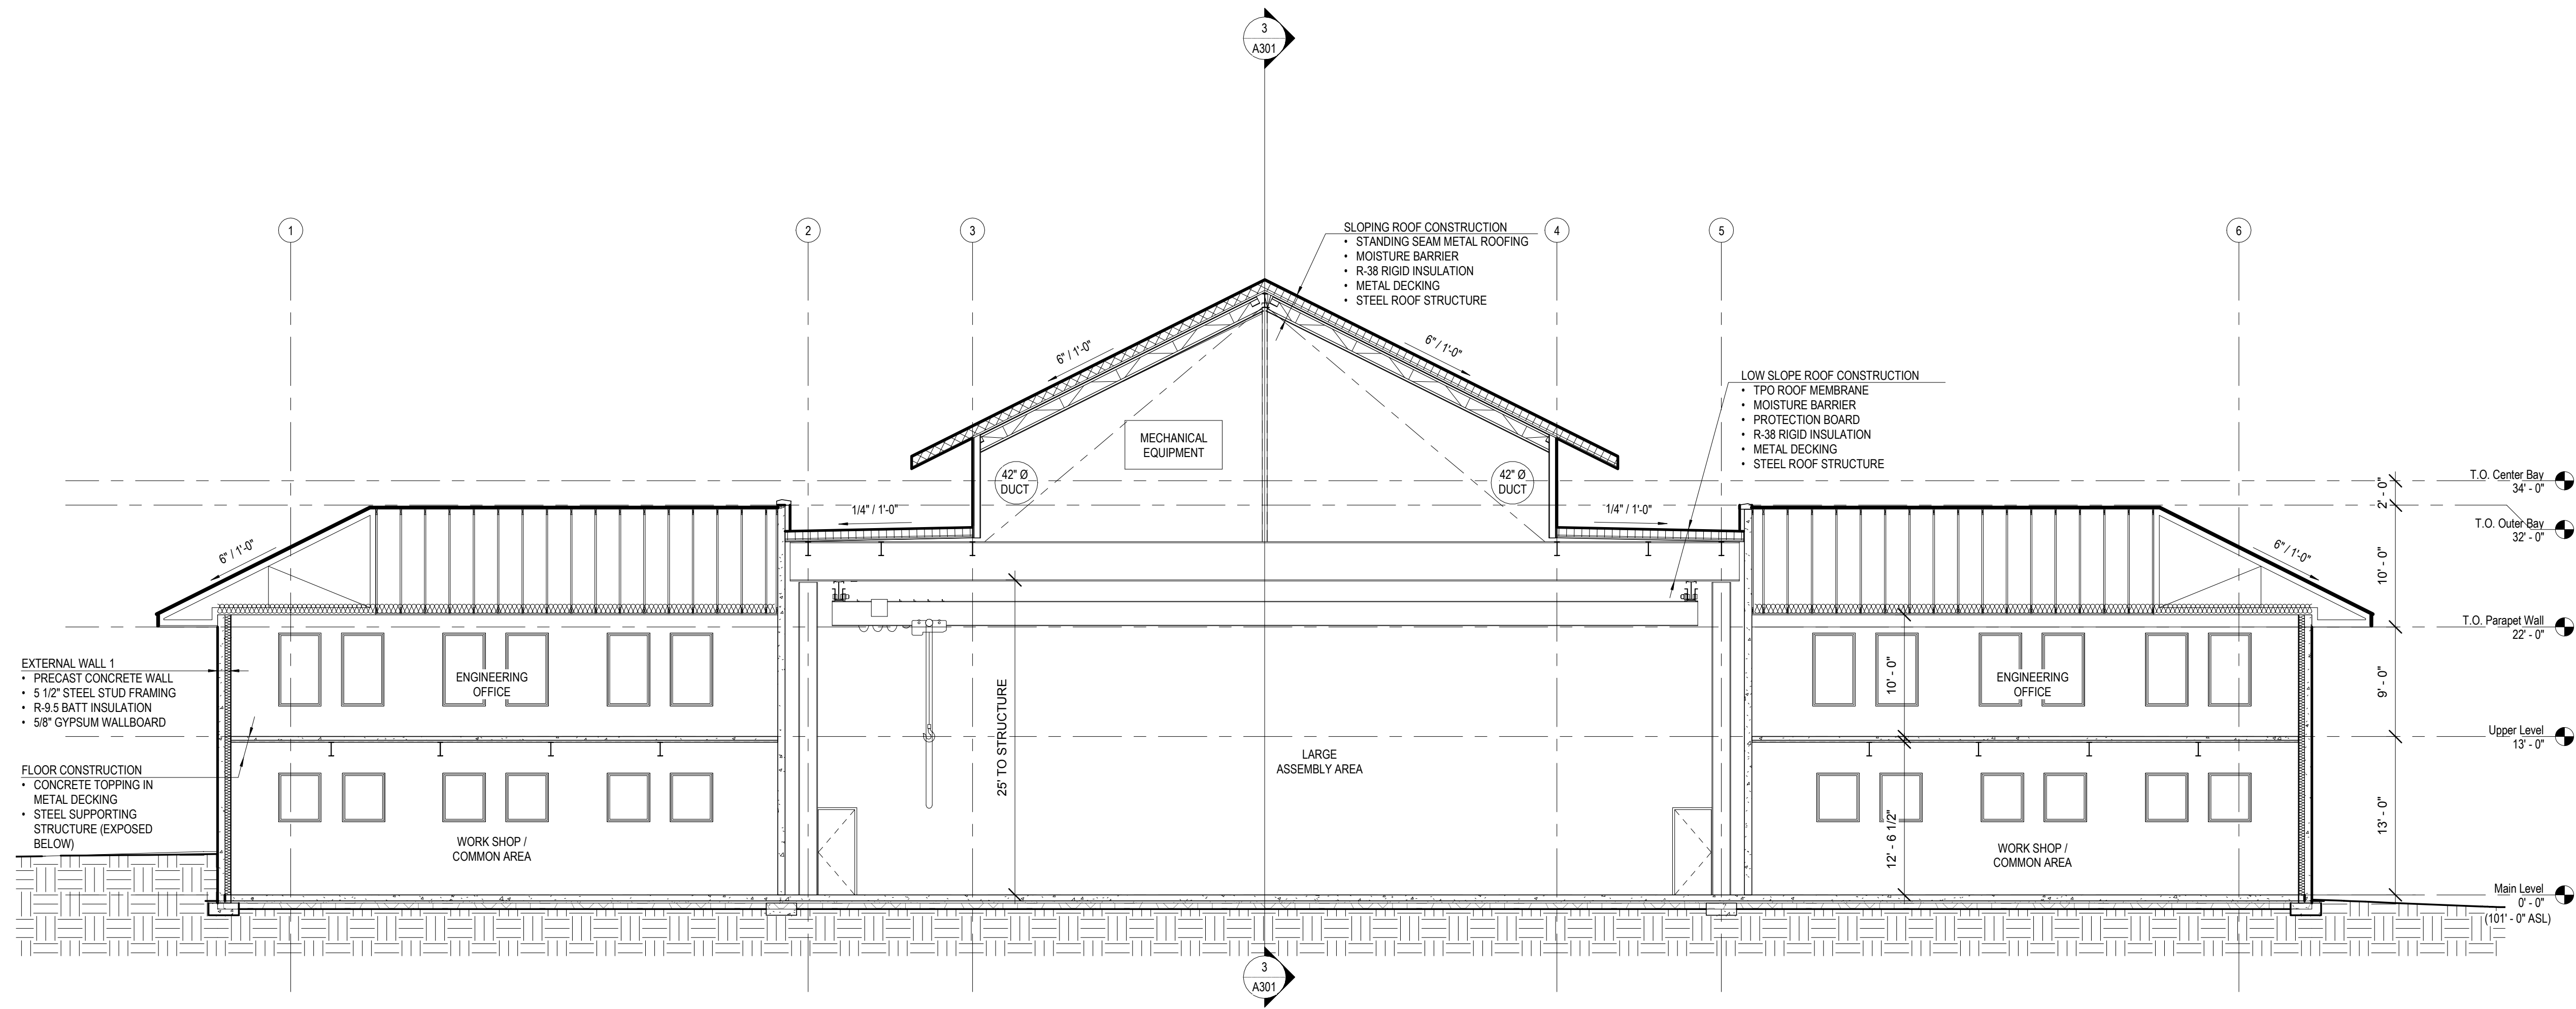 3
A301
1
2
3
4
5
6
SLOPING ROOF CONSTRUCTION
• STANDING SEAM METAL ROOFING
• MOISTURE BARRIER
• R-38 RIGID INSULATION
• METAL DECKING
• STEEL ROOF STRUCTURE
6" / 1'-0"
6" / 1'-0"
LOW SLOPE ROOF CONSTRUCTION
• TPO ROOF MEMBRANE
• MOISTURE BARRIER
• PROTECTION BOARD
• R-38 RIGID INSULATION
• METAL DECKING
• STEEL ROOF STRUCTURE
MECHANICAL
EQUIPMENT
42" Ø
DUCT
42" Ø
DUCT
T.O. Center Bay
34' - 0"
2' - 0"
1/4" / 1'-0"
1/4" / 1'-0"
T.O. Outer Bay
32' - 0"
6" / 1'-0"
6" / 1'-0"
10' - 0"
T.O. Parapet Wall
22' - 0"
EXTERNAL WALL 1
• PRECAST CONCRETE WALL
• 5 1/2" STEEL STUD FRAMING
• R-9.5 BATT INSULATION
• 5/8" GYPSUM WALLBOARD
ENGINEERING
OFFICE
25' TO STRUCTURE
10' - 0"
ENGINEERING
OFFICE
9' - 0"
Upper Level
13' - 0"
FLOOR CONSTRUCTION
• CONCRETE TOPPING IN
METAL DECKING
• STEEL SUPPORTING
STRUCTURE (EXPOSED
BELOW)
LARGE
ASSEMBLY AREA
WORK SHOP /
COMMON AREA
12' - 6 1/2"
WORK SHOP /
COMMON AREA
13' - 0"
Main Level
0' - 0"
(101' - 0" ASL)
3
A301